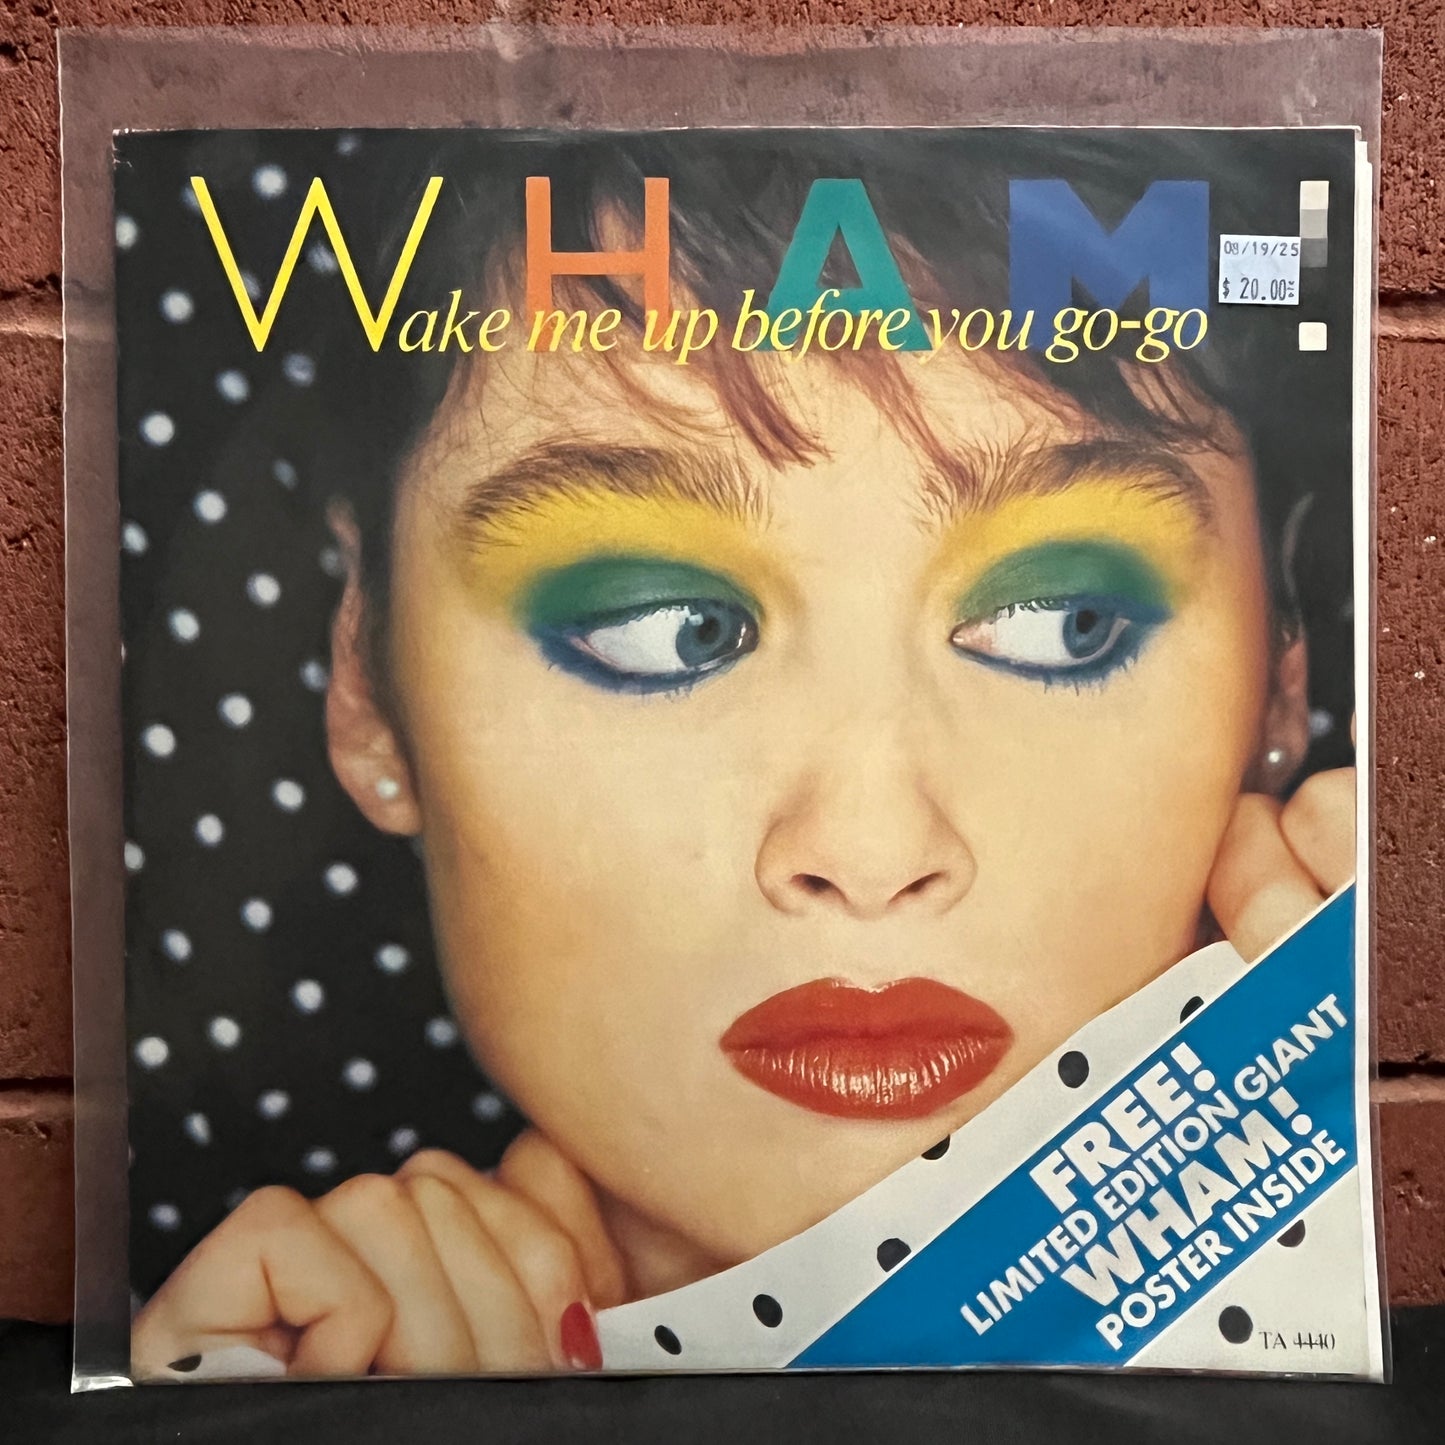 WHAM!
Wake me up before you go-go
08/19/25
$ 20.00
FREE!
LIMITED EDITION GIANT
WHAM!
POSTER INSIDE
TA 4440